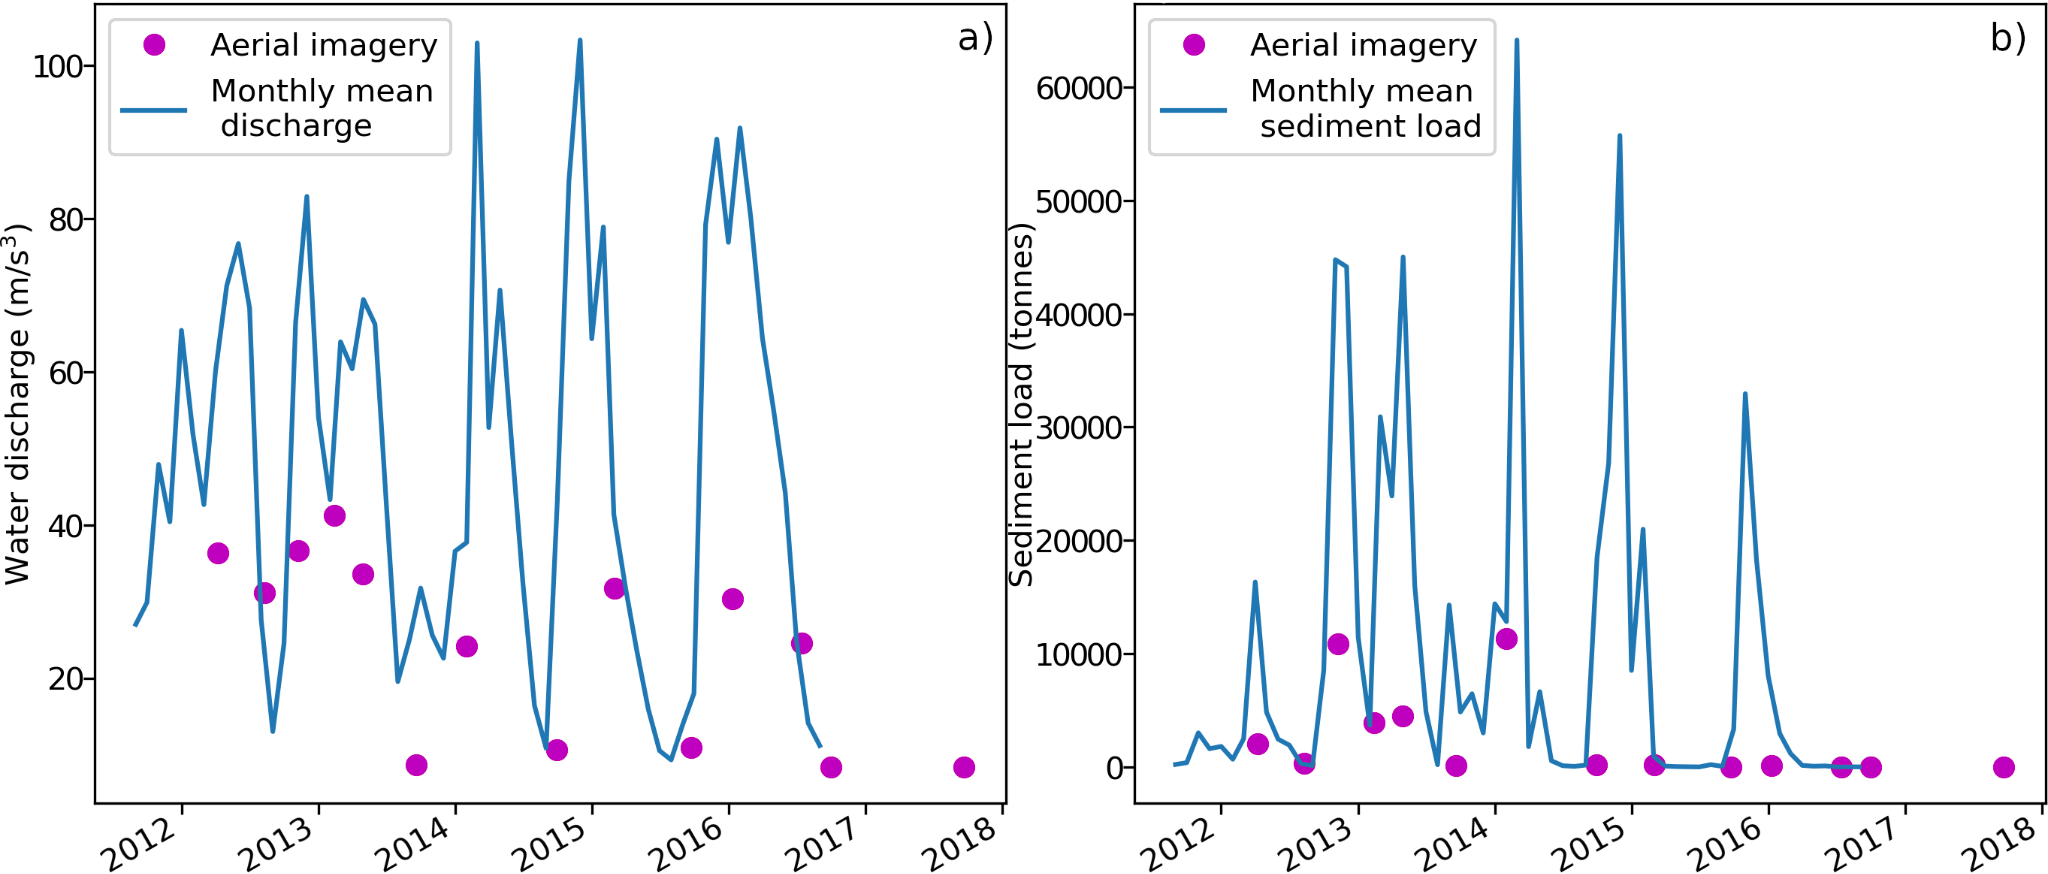 Aerial imagery
Monthly mean
discharge
a)
100
80
60
40
20
Water discharge (m/s³)
2012
2013
2014
2015
2016
2017
2018
Aerial imagery
Monthly mean
sediment load
b)
60000
50000
40000
30000
20000
10000
0
Sediment load (tonnes)
2012
2013
2014
2015
2016
2017
2018